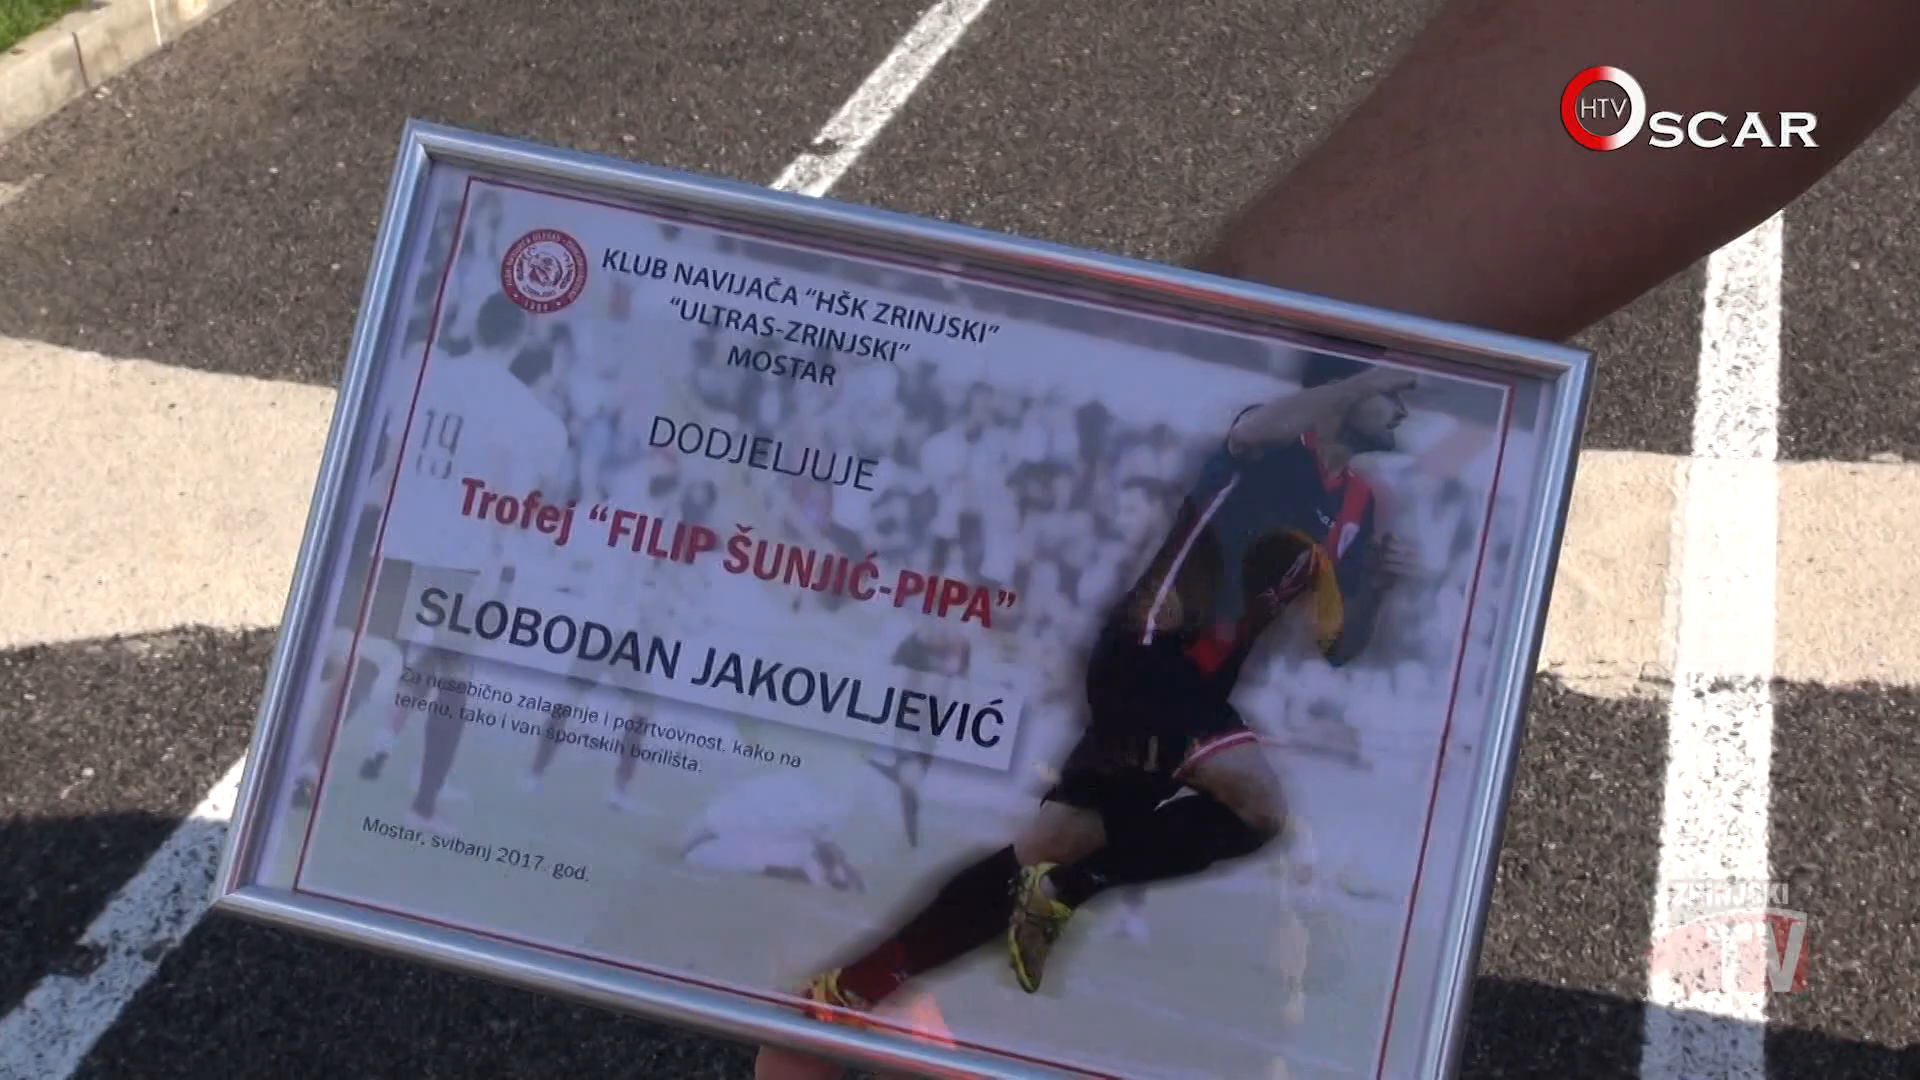 HTV OSCAR
KLUB NAVIJAČA "HŠK ZRINJSKI"
"ULTRAS-ZRINJSKI"
MOSTAR
DODJELJUJE
Trofej "FILIP ŠUNJIĆ-PIPA"
SLOBODAN JAKOVLJEVIĆ
Za nesebično zalaganje i požrtvovnost, kako na
terenu, tako i van športskih borilišta.
Mostar, svibanj 2017. god.
ZRINJSKI
TV